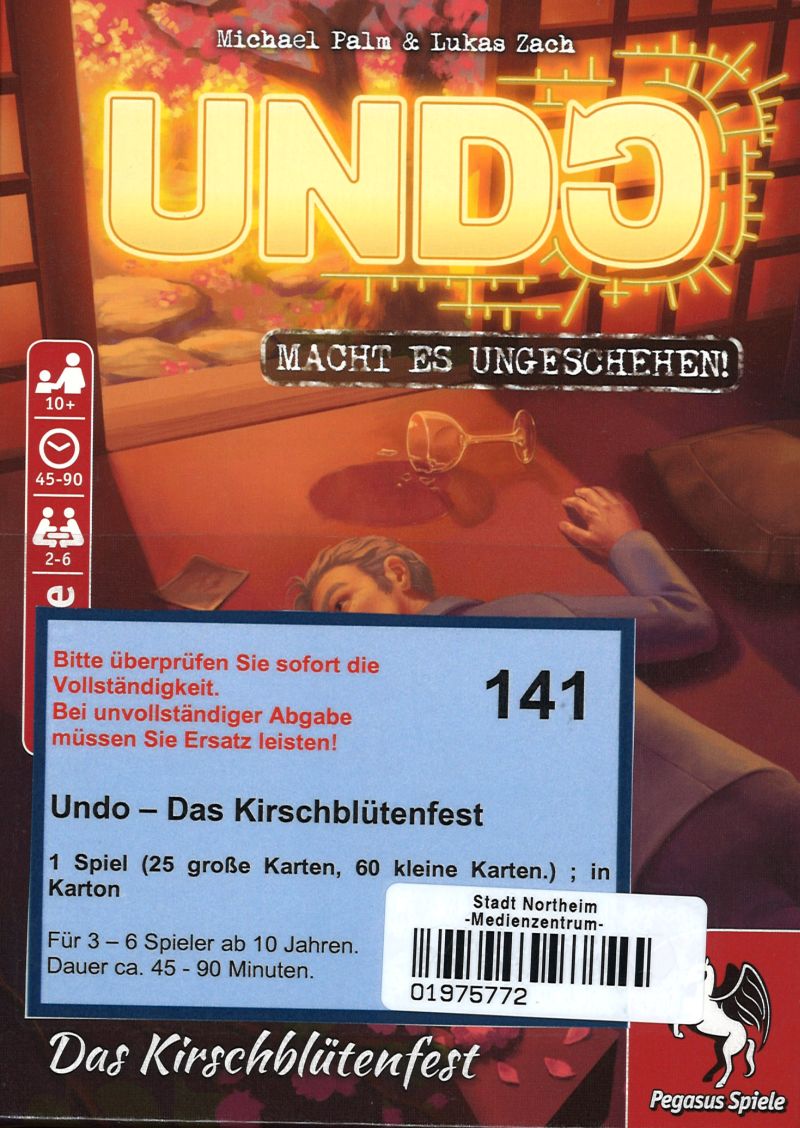 Michael Palm & Lukas Zach
UNDO
MACHT ES UNGESCHEHEN!
10+
45-90
2-6
Bitte überprüfen Sie sofort die
Vollständigkeit.
Bei unvollständiger Abgabe
müssen Sie Ersatz leisten!
141
Undo – Das Kirschblütenfest
1 Spiel (25 große Karten, 60 kleine Karten.) ; in
Karton
Für 3 – 6 Spieler ab 10 Jahren.
Dauer ca. 45 - 90 Minuten.
Stadt Northeim
-Medienzentrum-
01975772
Das Kirschblütenfest
Pegasus Spiele